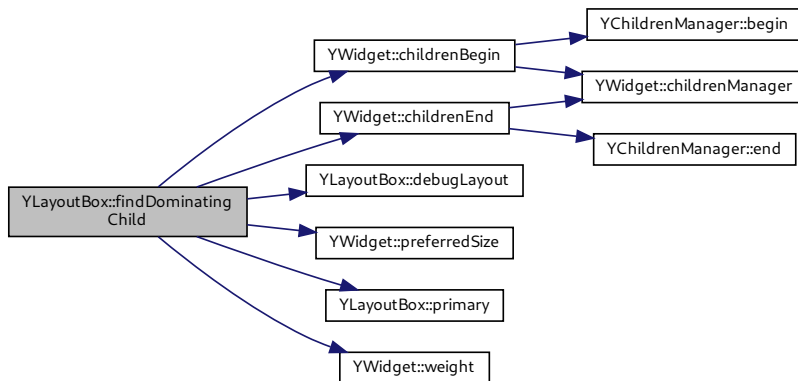 YLayoutBox::findDominating
Child
YWidget::childrenBegin
YWidget::childrenEnd
YLayoutBox::debugLayout
YWidget::preferredSize
YLayoutBox::primary
YWidget::weight
YChildrenManager::begin
YWidget::childrenManager
YChildrenManager::end